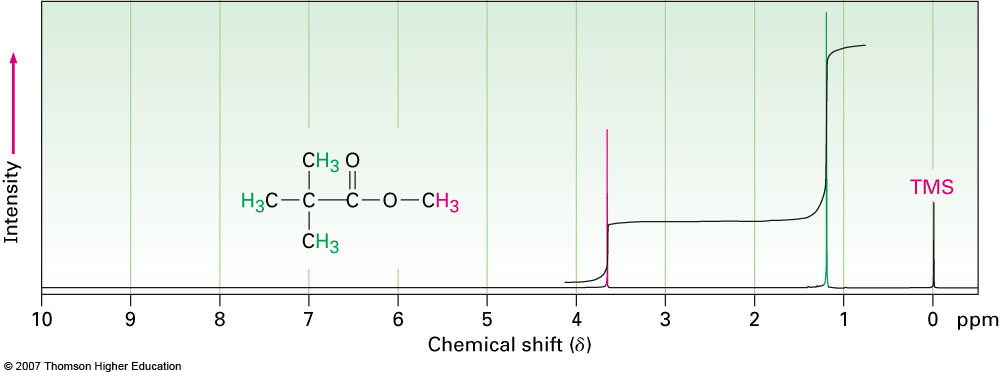 Intensity
TMS
CH3 O
H3C—C—C—O—CH3
CH3
10 9 8 7 6 5 4 3 2 1 0 ppm
Chemical shift (δ)
© 2007 Thomson Higher Education